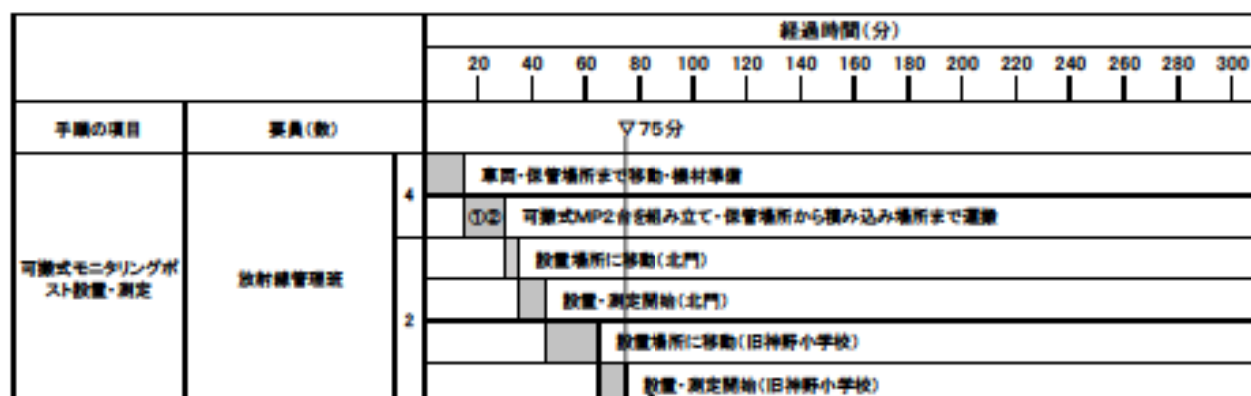 経過時間(分)
20 40 60 80 100 120 140 160 180 200 220 240 260 280 300
手順の項目
要員(数)
▽75分
可搬式モニタリングポ
スト設置・測定
放射線管理班
4
車両・保管場所まで移動・機材準備
①②
可搬式MP2台を組み立て・保管場所から積み込み場所まで運搬
2
設置場所に移動(北門)
設置・測定開始(北門)
設置場所に移動(旧神野小学校)
設置・測定開始(旧神野小学校)